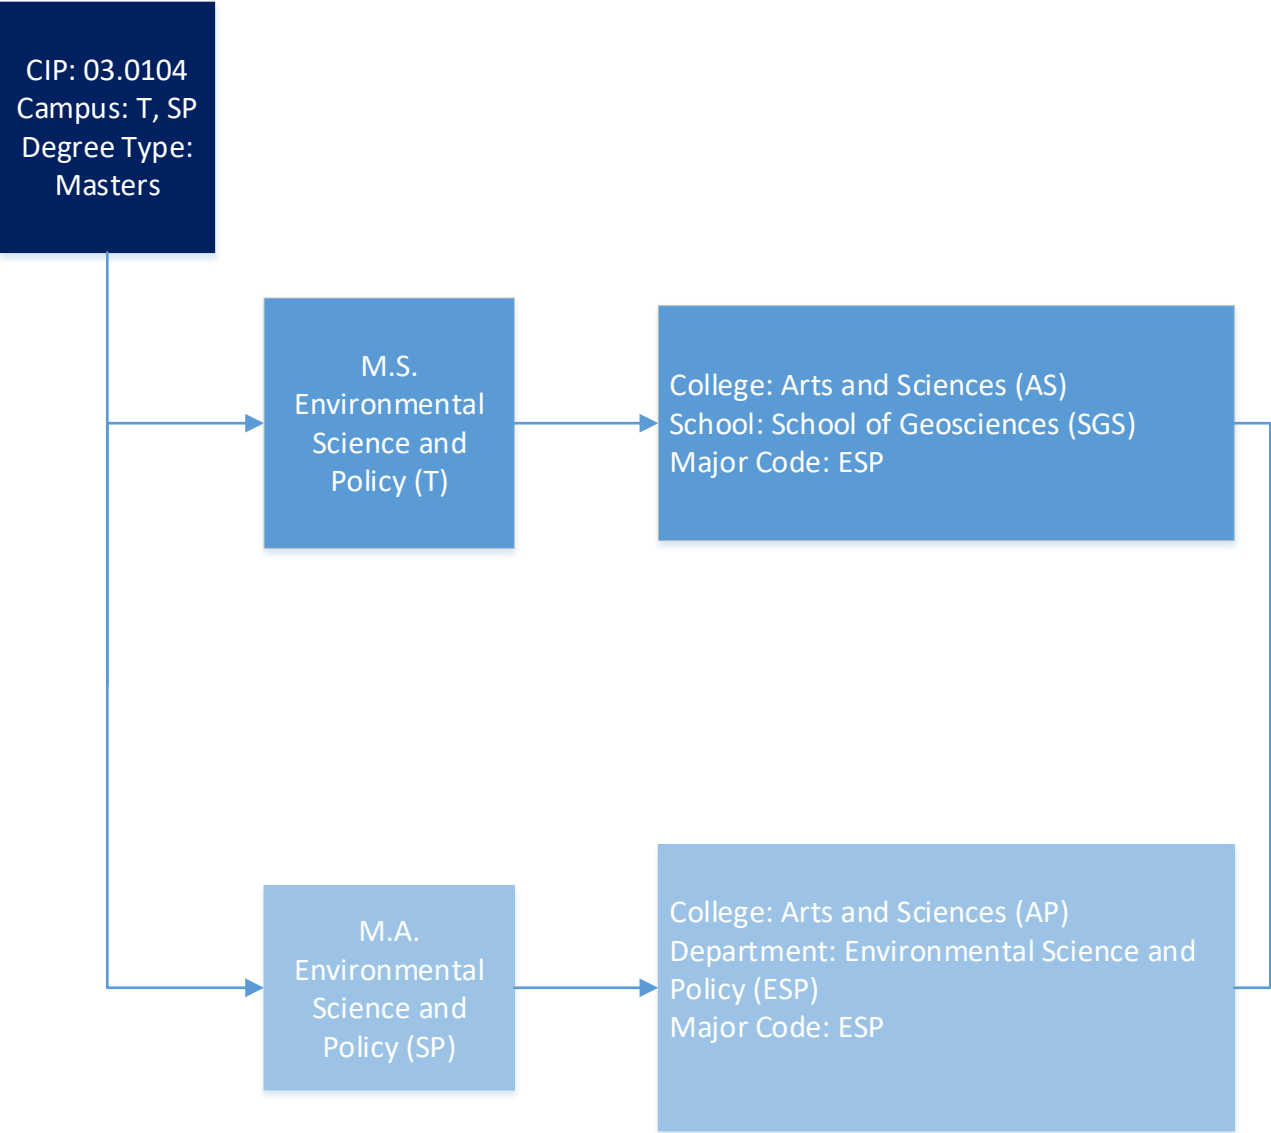 CIP: 03.0104
Campus: T, SP
Degree Type:
Masters
M.S.
Environmental
Science and
Policy (T)
College: Arts and Sciences (AS)
School: School of Geosciences (SGS)
Major Code: ESP
M.A.
Environmental
Science and
Policy (SP)
College: Arts and Sciences (AP)
Department: Environmental Science and
Policy (ESP)
Major Code: ESP